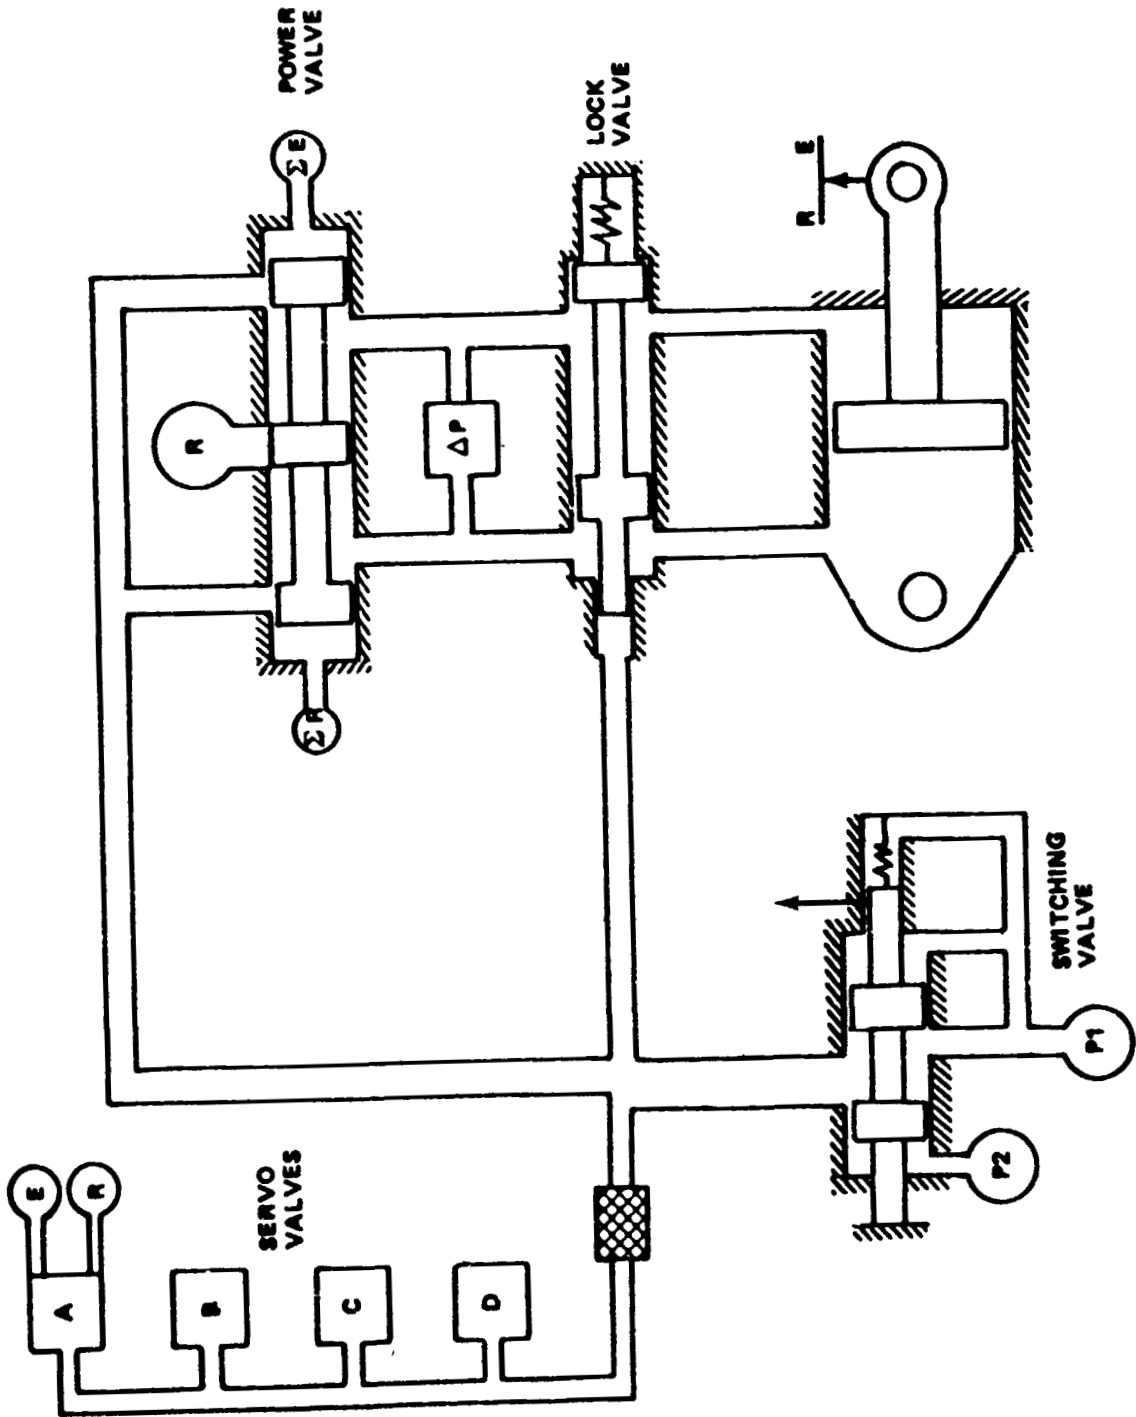 E
R
A
B
C
D
SERVO
VALVES
ΣR
R
ΣE
POWER
VALVE
ΔP
LOCK
VALVE
R E
P2
P1
SWITCHING
VALVE